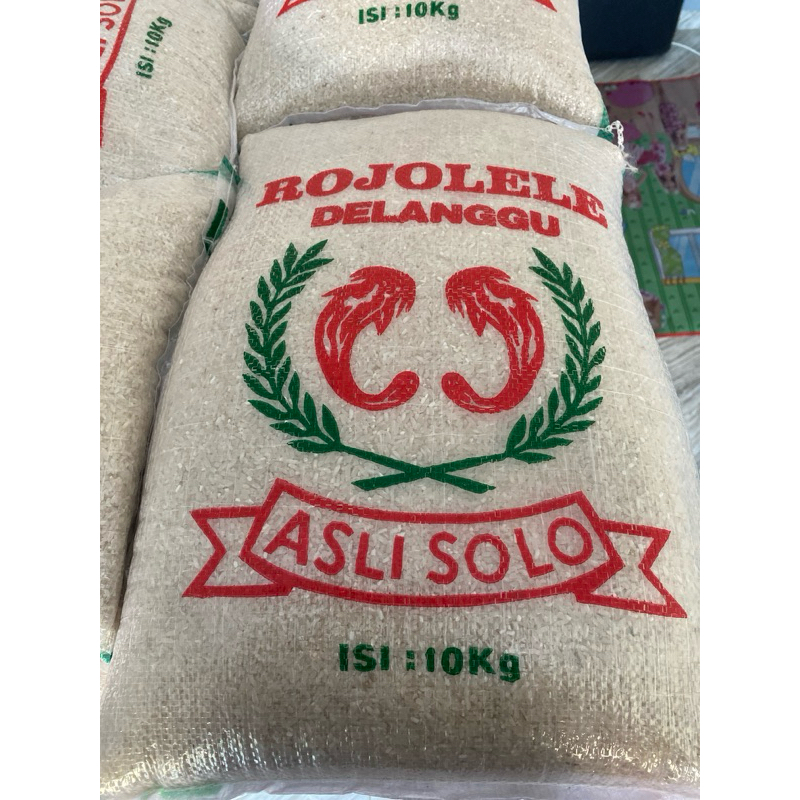 ISI : 10Kg
ISI : 10Kg
ROJOLELE
DELANGGU
ASLI SOLO
ISI : 10Kg